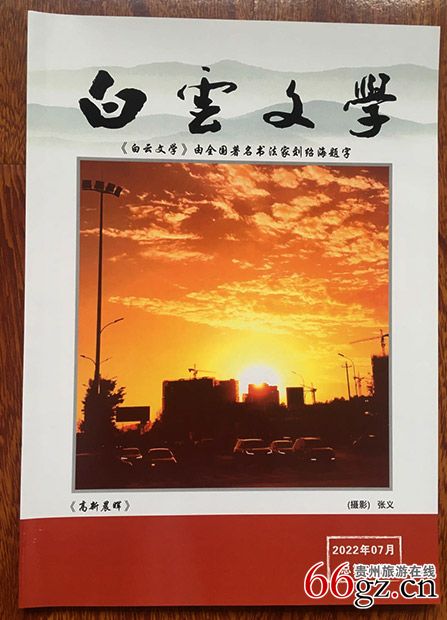 白雲文學
《白云文学》由全国著名书法家刘绍海题字
《高新晨晖》
(摄影) 张义
2022年07月
贵州旅游在线
66gz.cn